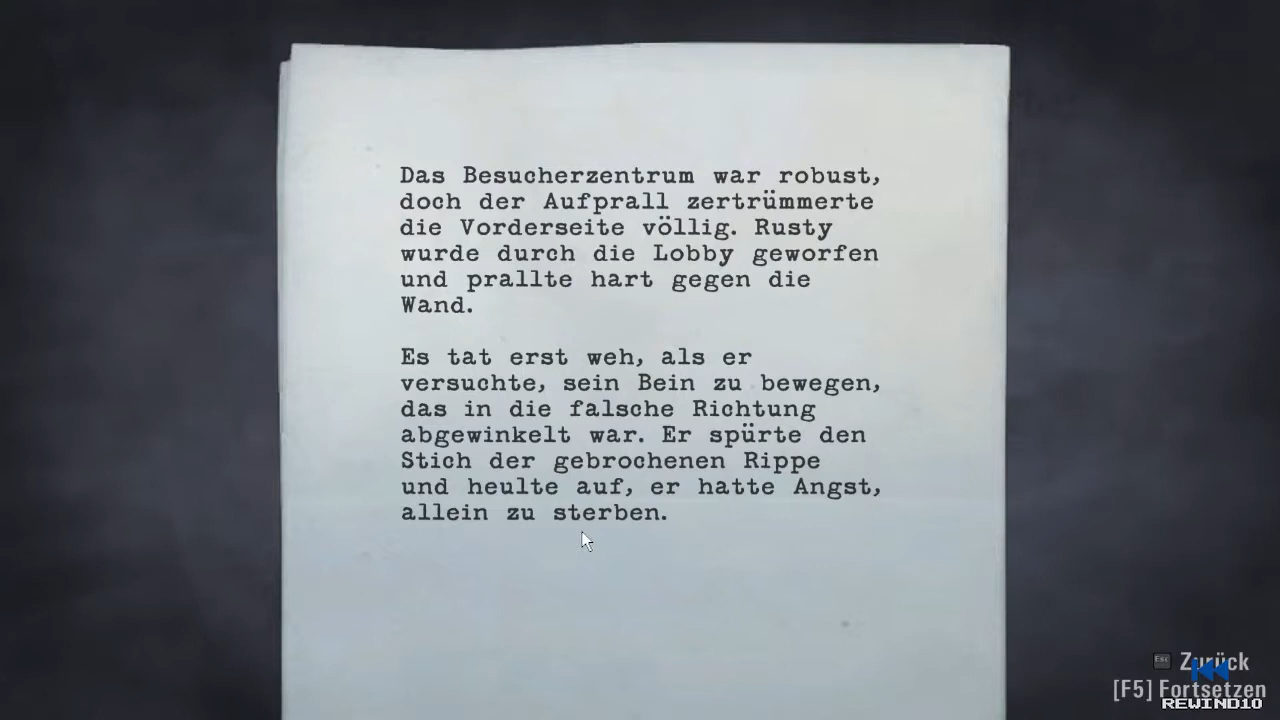 Das Besucherzentrum war robust,
doch der Aufprall zertrümmerte
die Vorderseite völlig. Rusty
wurde durch die Lobby geworfen
und prallte hart gegen die
Wand.
Es tat erst weh, als er
versuchte, sein Bein zu bewegen,
das in die falsche Richtung
abgewinkelt war. Er spürte den
Stich der gebrochenen Rippe
und heulte auf, er hatte Angst,
allein zu sterben.
Esc Zurück
[F5] Fortsetzen
REWIND10